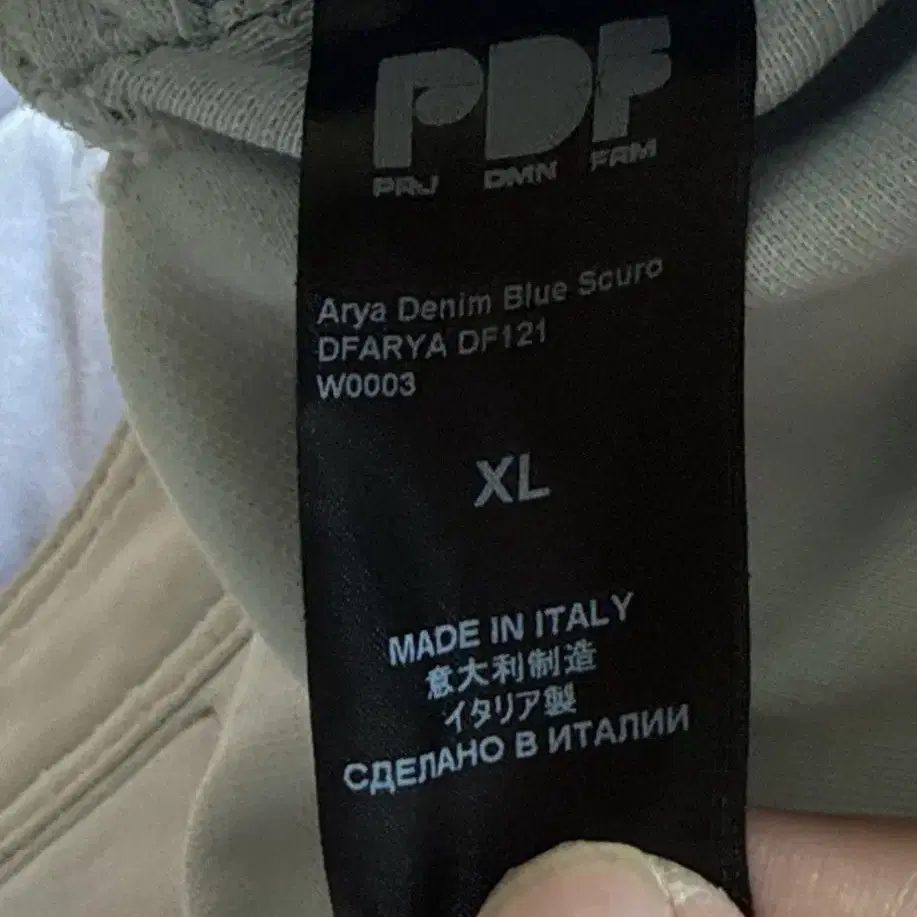 PDF
PRJ DMN FRM
Arya Denim Blue Scuro
DFARYA DF121
W0003
XL
MADE IN ITALY
意大利制造
イタリア製
СДЕЛАНО В ИТАЛИИ